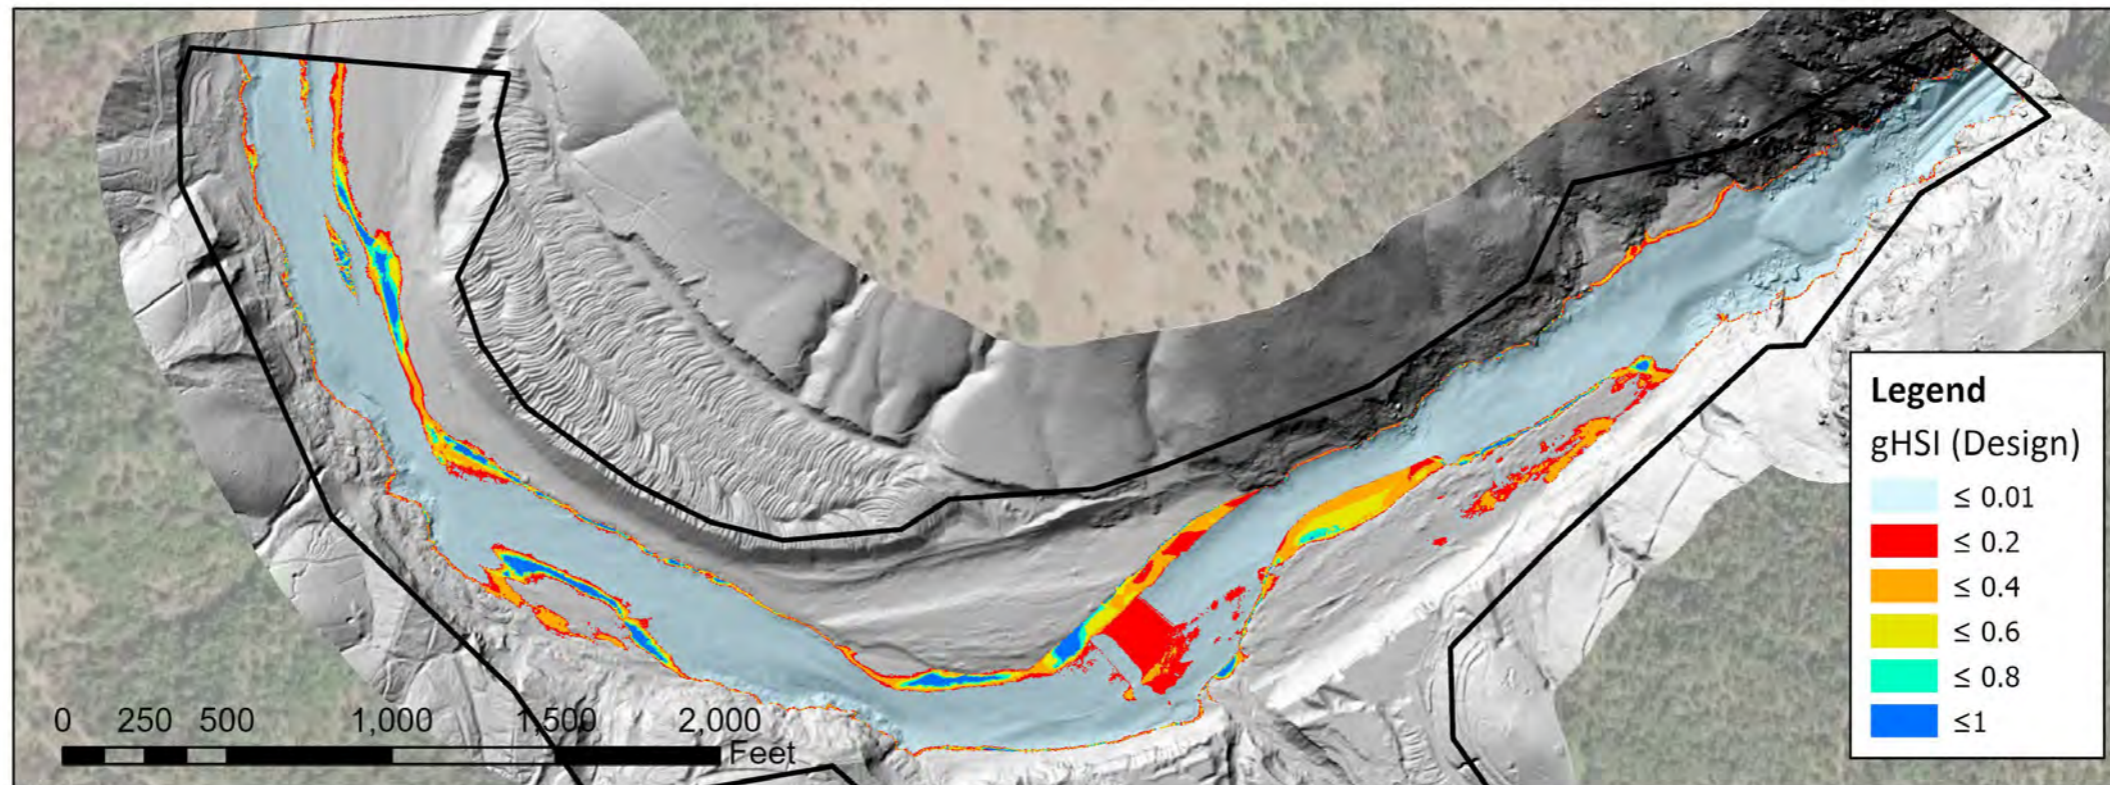 Legend
gHSI (Design)
≤ 0.01
≤ 0.2
≤ 0.4
≤ 0.6
≤ 0.8
≤1
0 250 500 1,000 1,500 2,000
Feet